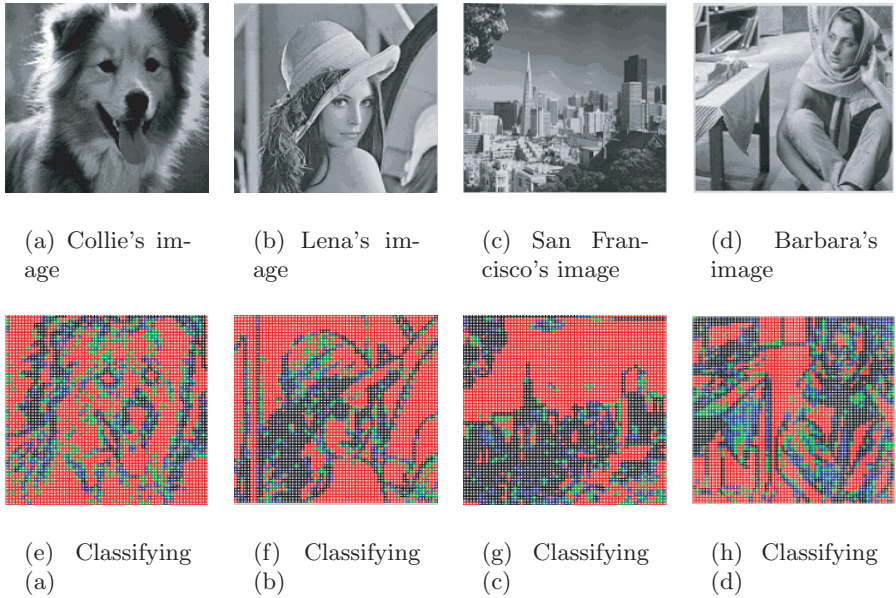 (a) Collie's im-
age
(b) Lena's im-
age
(c) San Fran-
cisco's image
(d) Barbara's
image
(e) Classifying
(a)
(f) Classifying
(b)
(g) Classifying
(c)
(h) Classifying
(d)